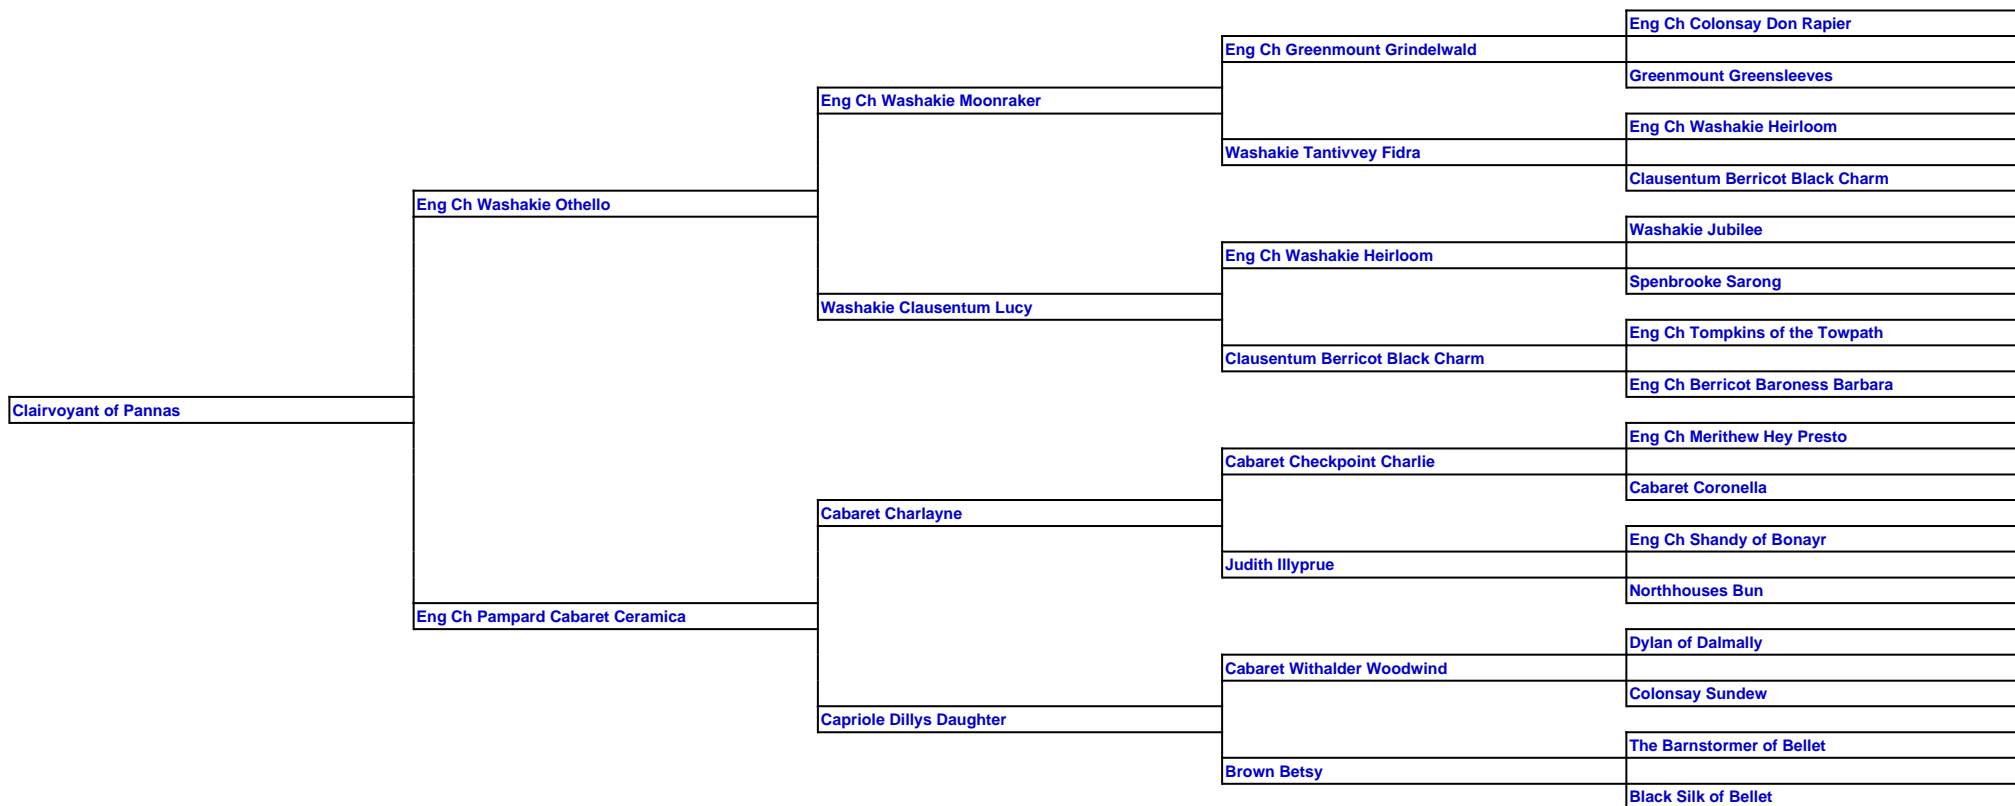 Eng Ch Colonsay Don Rapier
Eng Ch Greenmount Grindelwald
Greenmount Greensleeves
Eng Ch Washakie Moonraker
Eng Ch Washakie Heirloom
Washakie Tantivvey Fidra
Clausentum Berricot Black Charm
Eng Ch Washakie Othello
Washakie Jubilee
Eng Ch Washakie Heirloom
Spenbrooke Sarong
Washakie Clausentum Lucy
Eng Ch Tompkins of the Towpath
Clausentum Berricot Black Charm
Eng Ch Berricot Baroness Barbara
Clairvoyant of Pannas
Eng Ch Merithew Hey Presto
Cabaret Checkpoint Charlie
Cabaret Coronella
Cabaret Charlayne
Eng Ch Shandy of Bonayr
Judith Illyprue
Northhouses Bun
Eng Ch Pampard Cabaret Ceramica
Dylan of Dalmally
Cabaret Withalder Woodwind
Colonsay Sundew
Capriole Dillys Daughter
The Barnstormer of Bellet
Brown Betsy
Black Silk of Bellet